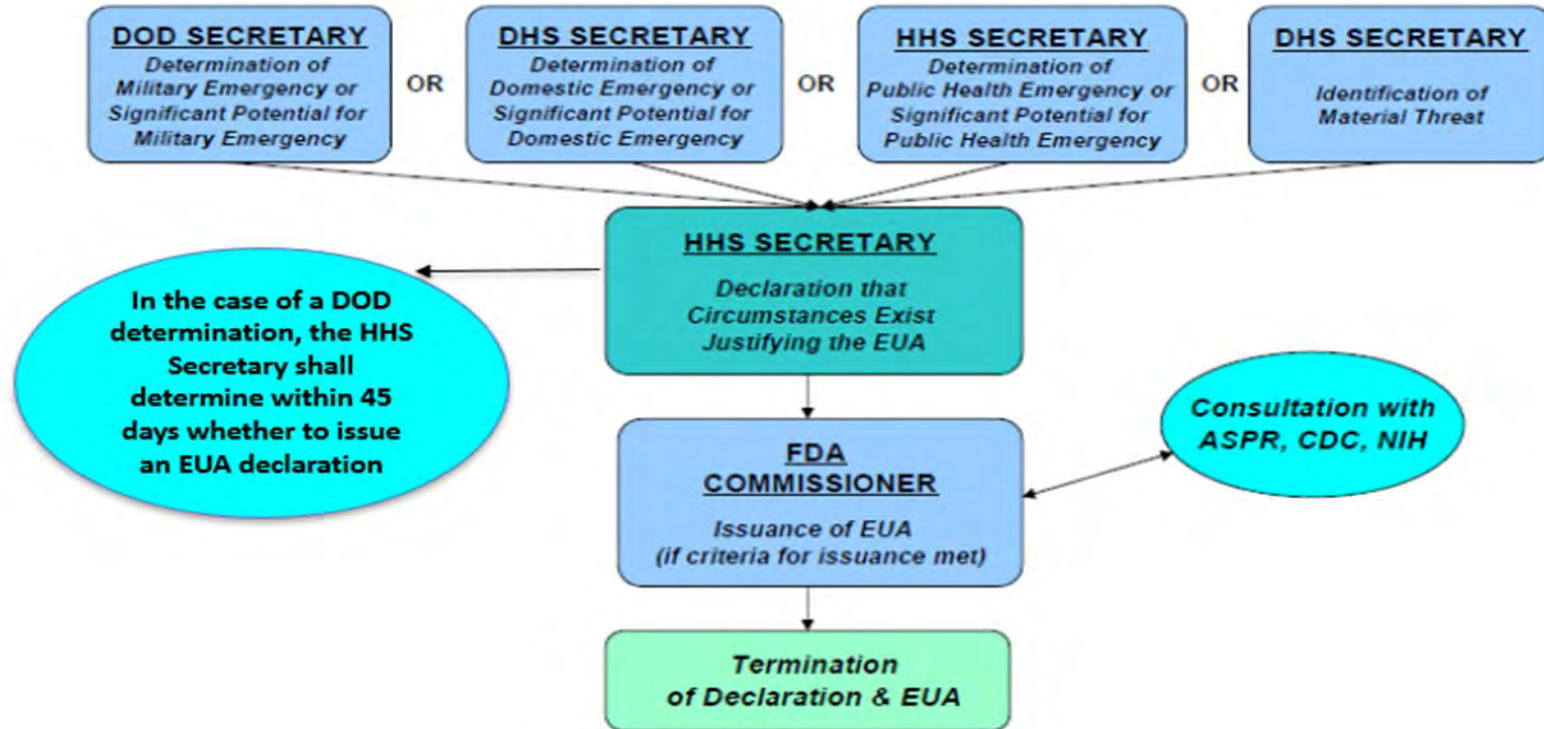 DOD SECRETARY
Determination of
Military Emergency or
Significant Potential for
Military Emergency
OR
DHS SECRETARY
Determination of
Domestic Emergency or
Significant Potential for
Domestic Emergency
OR
HHS SECRETARY
Determination of
Public Health Emergency or
Significant Potential for
Public Health Emergency
OR
DHS SECRETARY
Identification of
Material Threat
HHS SECRETARY
Declaration that
Circumstances Exist
Justifying the EUA
In the case of a DOD
determination, the HHS
Secretary shall
determine within 45
days whether to issue
an EUA declaration
FDA
COMMISSIONER
Issuance of EUA
(if criteria for issuance met)
Consultation with
ASPR, CDC, NIH
Termination
of Declaration & EUA